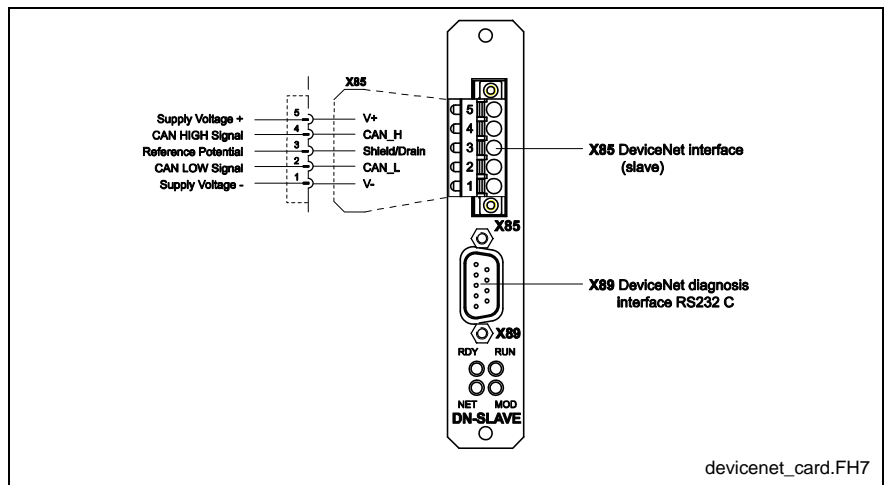 X85
Supply Voltage + 5 V+
CAN HIGH Signal 4 CAN_H
Reference Potential 3 Shield/Drain
CAN LOW Signal 2 CAN_L
Supply Voltage - 1 V-
5
4
3
2
1
X85 DeviceNet interface
(slave)
X85
X89 DeviceNet diagnosis
interface RS232 C
X89
RDY RUN
NET MOD
DN-SLAVE
devicenet_card.FH7